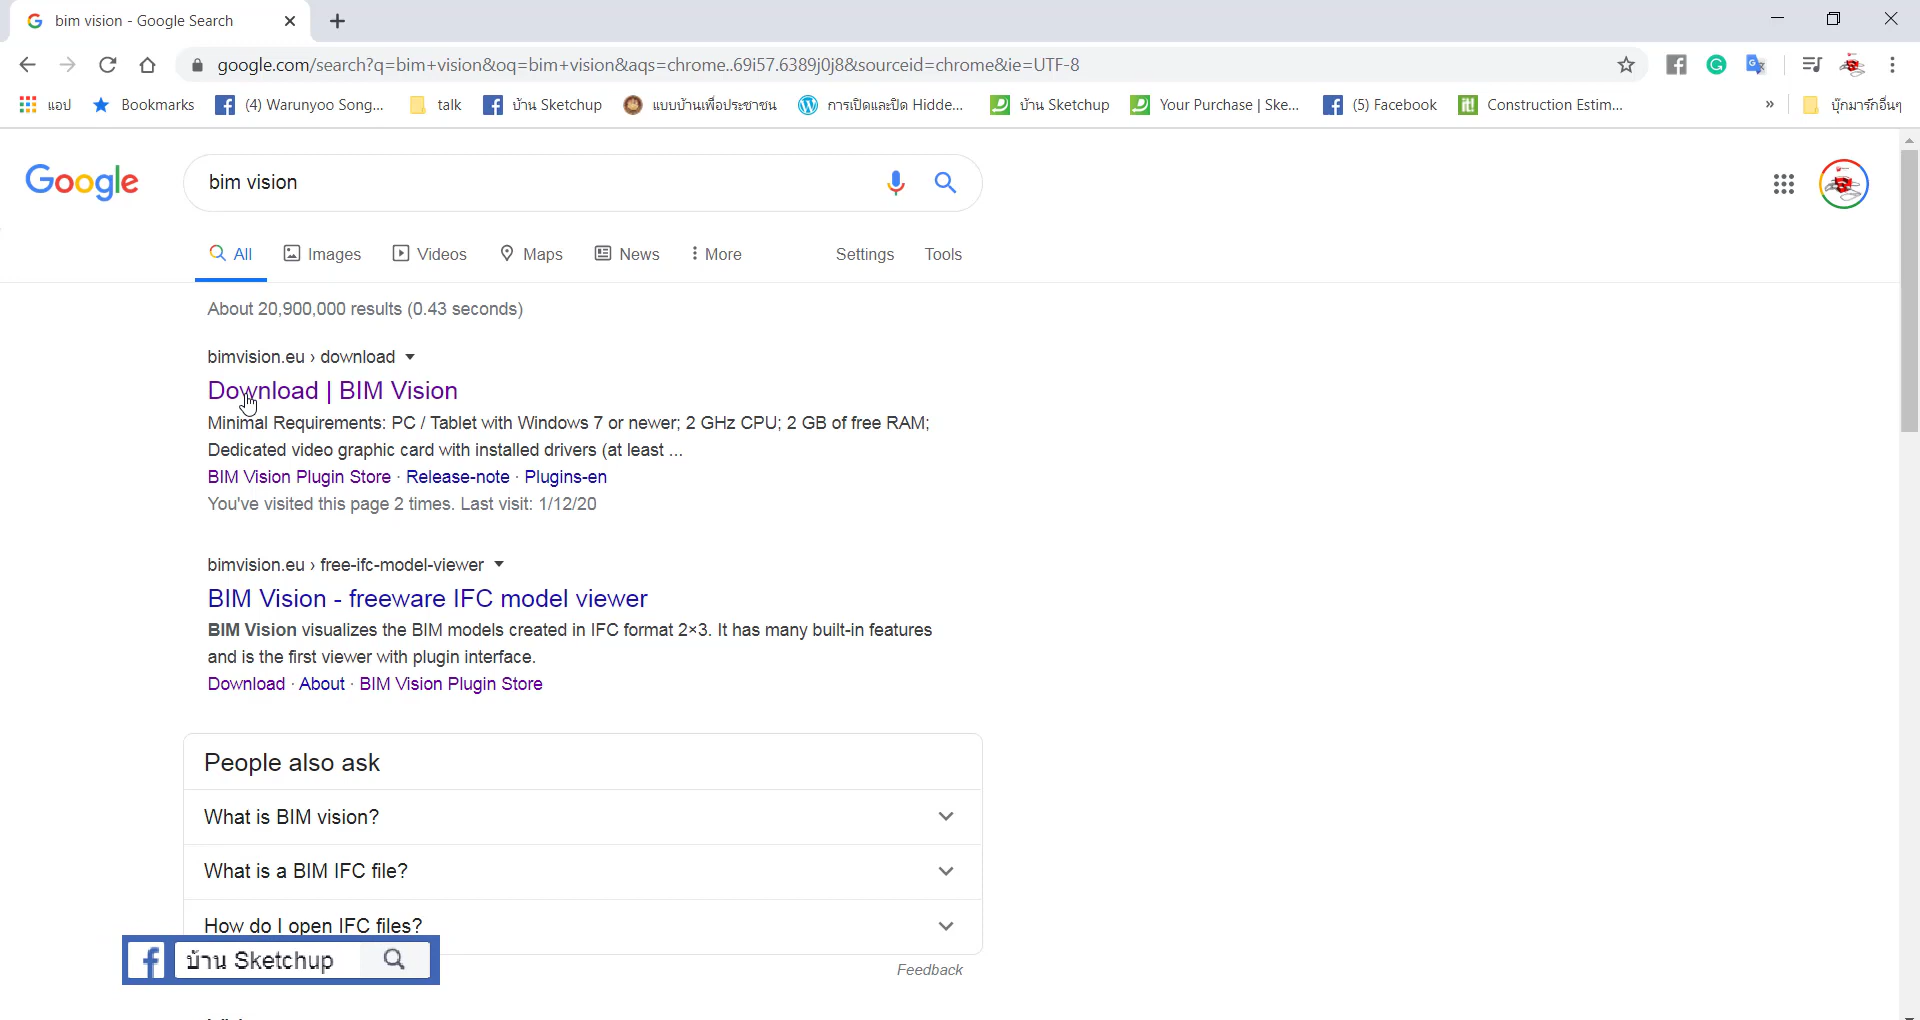 bim vision - Google Search
google.com/search?q=bim+vision&oq=bim+vision&aqs=chrome..69i57.6389j0j8&sourceid=chrome&ie=UTF-8
แอป Bookmarks (4) Warunyoo Song... talk บ้าน Sketchup แบบบ้านเพื่อประชาชน การเปิดและปิด Hidde... บ้าน Sketchup Your Purchase | Ske... (5) Facebook Construction Estim... » บุ๊กมาร์กอื่นๆ
Google bim vision
All Images Videos Maps News More Settings Tools
About 20,900,000 results (0.43 seconds)
bimvision.eu › download
Download | BIM Vision
Minimal Requirements: PC / Tablet with Windows 7 or newer; 2 GHz CPU; 2 GB of free RAM;
Dedicated video graphic card with installed drivers (at least ...
BIM Vision Plugin Store · Release-note · Plugins-en
You've visited this page 2 times. Last visit: 1/12/20
bimvision.eu › free-ifc-model-viewer
BIM Vision - freeware IFC model viewer
BIM Vision visualizes the BIM models created in IFC format 2×3. It has many built-in features
and is the first viewer with plugin interface.
Download · About · BIM Vision Plugin Store
People also ask
What is BIM vision?
What is a BIM IFC file?
How do I open IFC files?
บ้าน Sketchup
Feedback